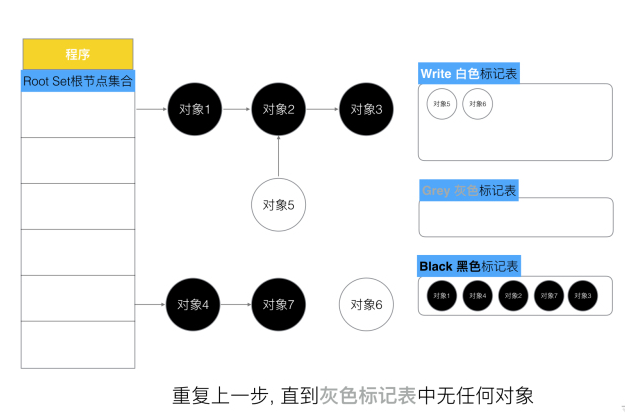 程序
Root Set根节点集合
对象1
对象2
对象3
对象5
对象4
对象7
对象6
Write 白色标记表
对象5
对象6
Grey 灰色标记表
Black 黑色标记表
对象1
对象4
对象2
对象7
对象3
重复上一步, 直到灰色标记表中无任何对象